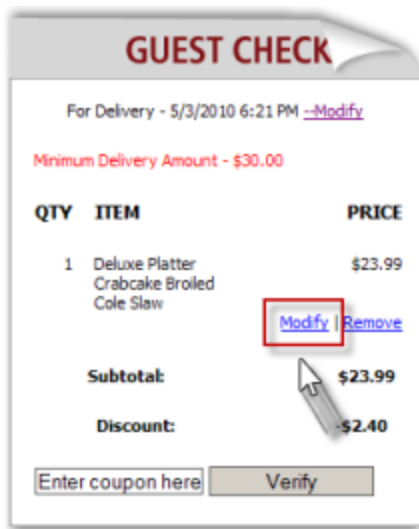 GUEST CHECK
For Delivery - 5/3/2010 6:21 PM --Modify
Minimum Delivery Amount - $30.00
QTY ITEM PRICE
1 Deluxe Platter $23.99
Crabcake Broiled
Cole Slaw
Modify | Remove
Subtotal: $23.99
Discount: -$2.40
Enter coupon here Verify